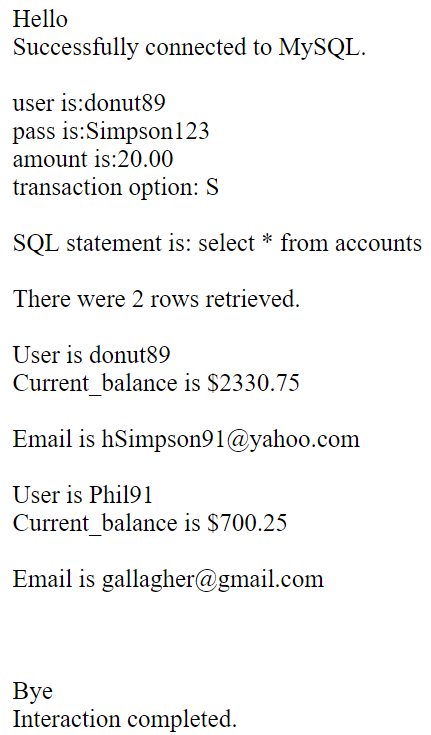 Hello
Successfully connected to MySQL.
user is:donut89
pass is:Simpson123
amount is:20.00
transaction option: S
SQL statement is: select * from accounts
There were 2 rows retrieved.
User is donut89
Current_balance is $2330.75
Email is hSimpson91@yahoo.com
User is Phil91
Current_balance is $700.25
Email is gallagher@gmail.com
Bye
Interaction completed.